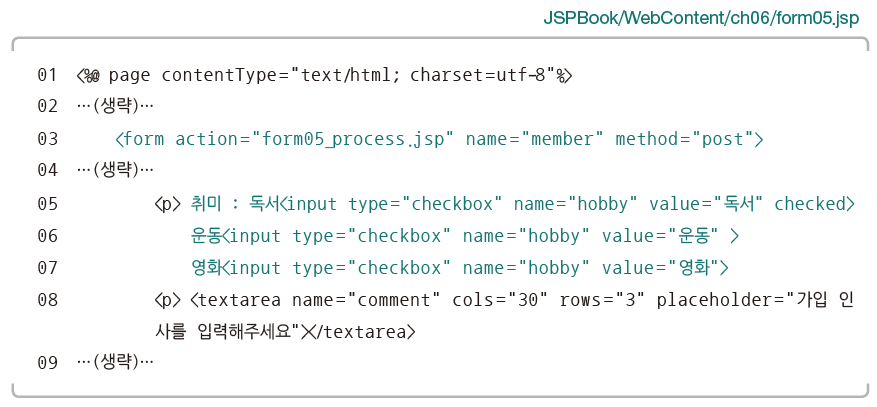 JSPBook/WebContent/ch06/form05.jsp
01 <%@ page contentType="text/html; charset=utf-8"%>
02 …(생략)…
03 <form action="form05_process.jsp" name="member" method="post">
04 …(생략)…
05 <p> 취미 : 독서<input type="checkbox" name="hobby" value="독서" checked>
06 운동<input type="checkbox" name="hobby" value="운동" >
07 영화<input type="checkbox" name="hobby" value="영화">
08 <p> <textarea name="comment" cols="30" rows="3" placeholder="가입 인
사를 입력해주세요"></textarea>
09 …(생략)…